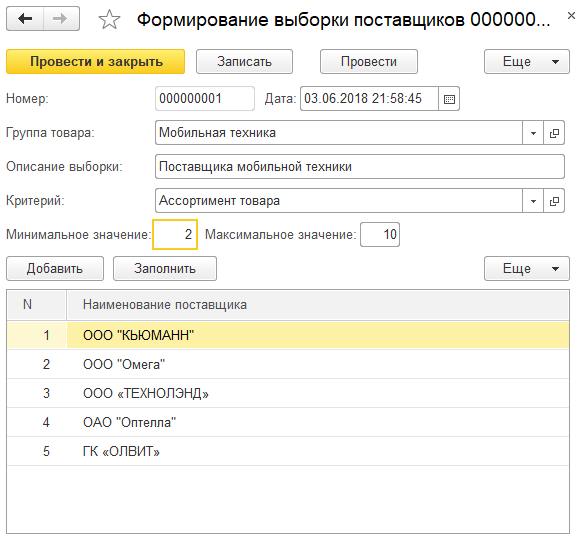 Формирование выборки поставщиков 000000...
Провести и закрыть Записать Провести Еще
Номер: 000000001 Дата: 03.06.2018 21:58:45
Группа товара: Мобильная техника
Описание выборки: Поставщика мобильной техники
Критерий: Ассортимент товара
Минимальное значение: 2 Максимальное значение: 10
Добавить Заполнить Еще
N Наименование поставщика
1 ООО "КЬЮМАНН"
2 ООО "Омега"
3 ООО «ТЕХНОЛЭНД»
4 ОАО "Оптелла"
5 ГК «ОЛВИТ»